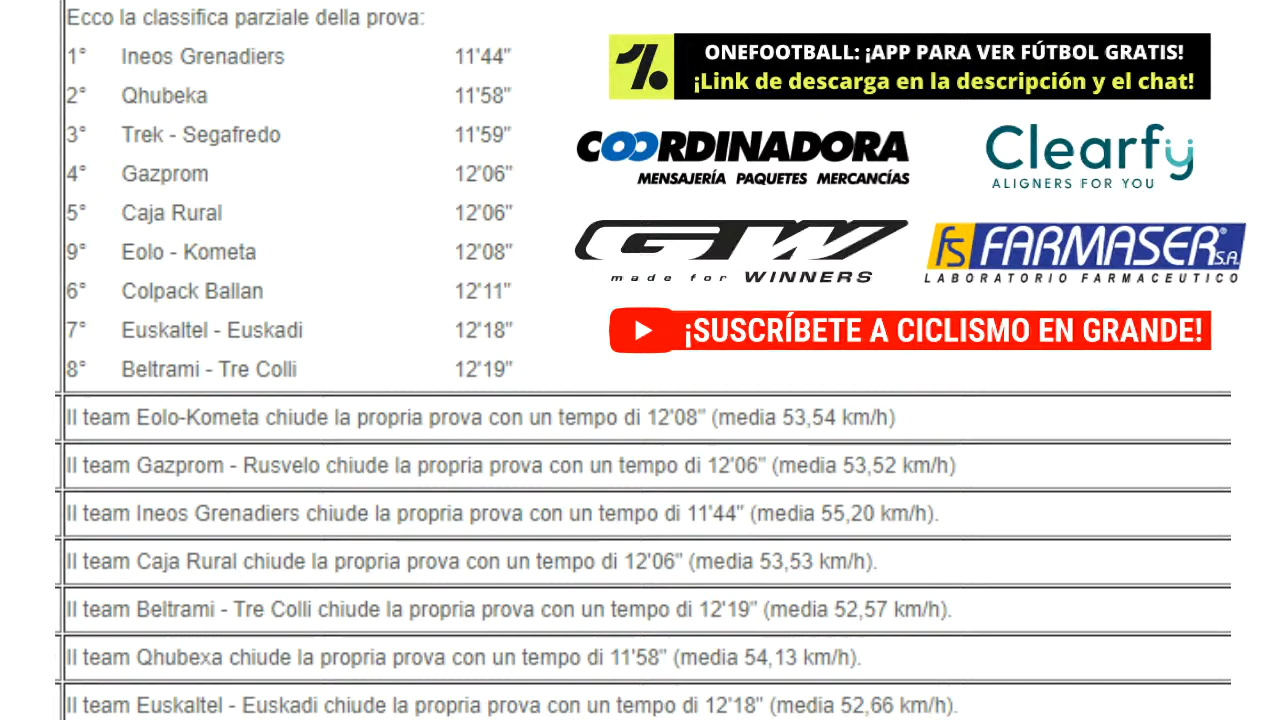 Ecco la classifica parziale della prova:
1° Ineos Grenadiers 11'44"
2° Qhubeka 11'58"
3° Trek - Segafredo 11'59"
4° Gazprom 12'06"
5° Caja Rural 12'06"
9° Eolo - Kometa 12'08"
6° Colpack Ballan 12'11"
7° Euskaltel - Euskadi 12'18"
8° Beltrami - Tre Colli 12'19"
1.
ONEFOOTBALL: ¡APP PARA VER FÚTBOL GRATIS!
¡Link de descarga en la descripción y el chat!
COORDINADORA
MENSAJERÍA PAQUETES MERCANCÍAS
Clearfy
ALIGNERS FOR YOU
GW
made for WINNERS
fs FARMASER® S.A.
LABORATORIO FARMACEUTICO
¡SUSCRÍBETE A CICLISMO EN GRANDE!
Il team Eolo-Kometa chiude la propria prova con un tempo di 12'08" (media 53,54 km/h)
Il team Gazprom - Rusvelo chiude la propria prova con un tempo di 12'06" (media 53,52 km/h)
Il team Ineos Grenadiers chiude la propria prova con un tempo di 11'44" (media 55,20 km/h).
Il team Caja Rural chiude la propria prova con un tempo di 12'06" (media 53,53 km/h).
Il team Beltrami - Tre Colli chiude la propria prova con un tempo di 12'19" (media 52,57 km/h).
Il team Qhubexa chiude la propria prova con un tempo di 11'58" (media 54,13 km/h).
Il team Euskaltel - Euskadi chiude la propria prova con un tempo di 12'18" (media 52,66 km/h).